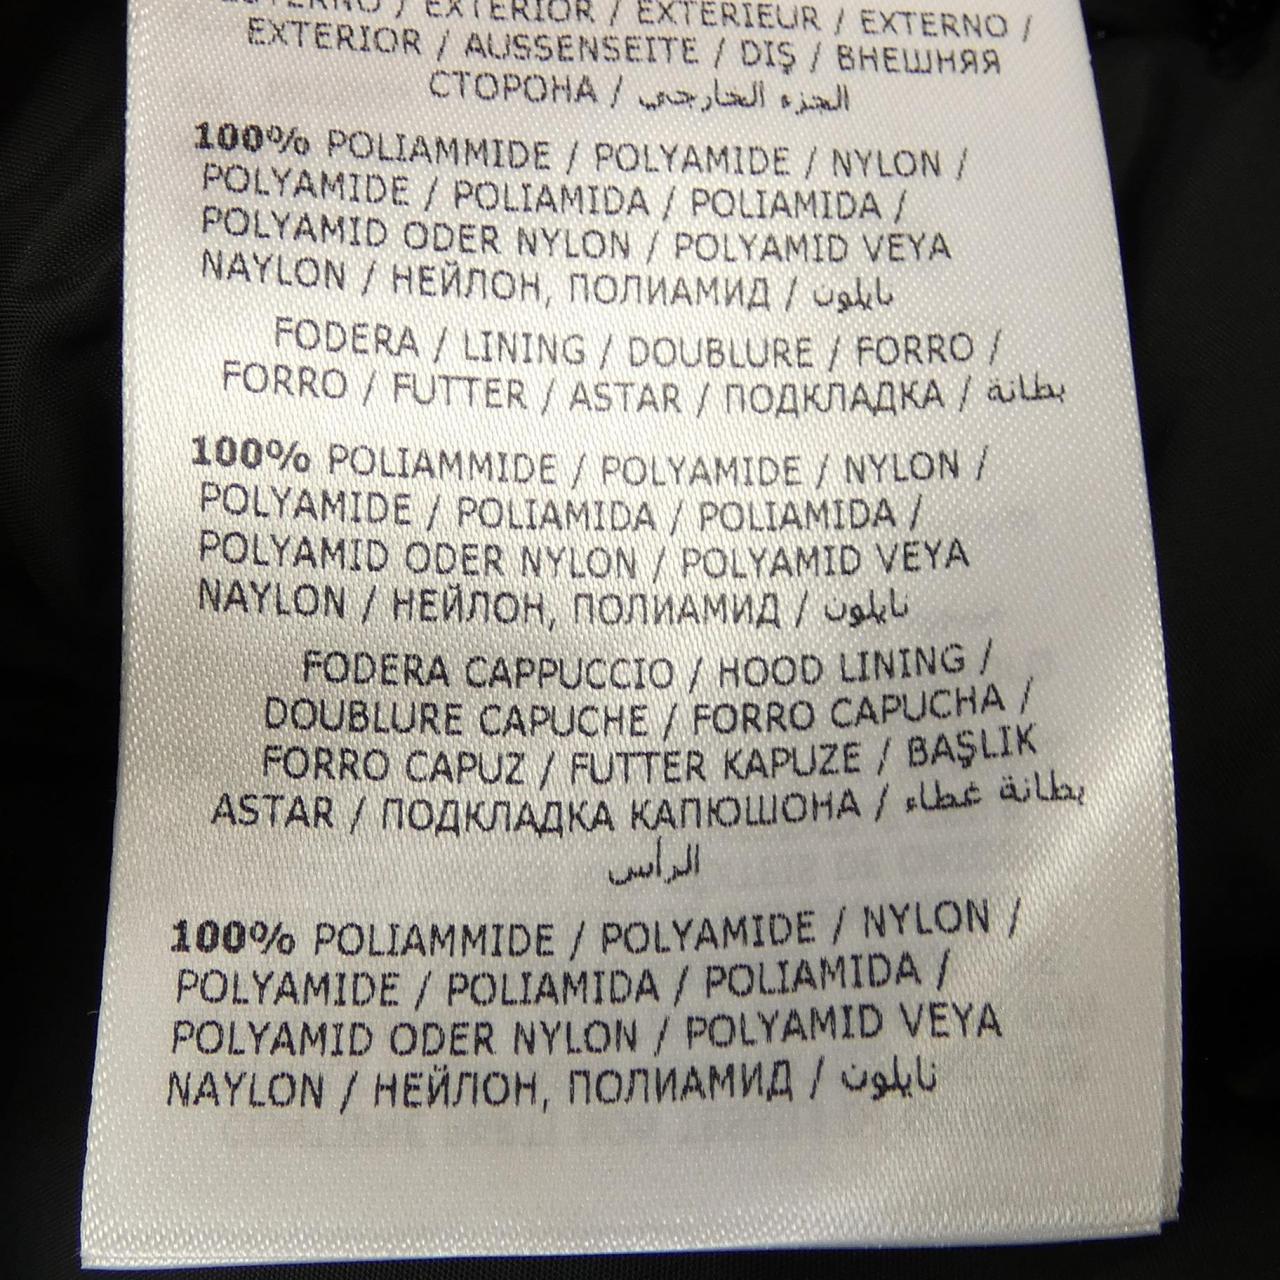 ESTERNO / EXTERIOR / EXTERIEUR / EXTERNO /
EXTERIOR / AUSSENSEITE / DIŞ / ВНЕШНЯЯ
СТОРОНА / الجزء الخارجي
100% POLIAMMIDE / POLYAMIDE / NYLON /
POLYAMIDE / POLIAMIDA / POLIAMIDA /
POLYAMID ODER NYLON / POLYAMID VEYA
NAYLON / НЕЙЛОН, ПОЛИАМИД / نايلون
FODERA / LINING / DOUBLURE / FORRO /
FORRO / FUTTER / ASTAR / ПОДКЛАДКА / بطانة
100% POLIAMMIDE / POLYAMIDE / NYLON /
POLYAMIDE / POLIAMIDA / POLIAMIDA /
POLYAMID ODER NYLON / POLYAMID VEYA
NAYLON / НЕЙЛОН, ПОЛИАМИД / نايلون
FODERA CAPPUCCIO / HOOD LINING /
DOUBLURE CAPUCHE / FORRO CAPUCHA /
FORRO CAPUZ / FUTTER KAPUZE / BAŞLIK
ASTAR / ПОДКЛАДКА КАПЮШОНА / بطانة غطاء
الرأس
100% POLIAMMIDE / POLYAMIDE / NYLON /
POLYAMIDE / POLIAMIDA / POLIAMIDA /
POLYAMID ODER NYLON / POLYAMID VEYA
NAYLON / НЕЙЛОН, ПОЛИАМИД / نايلون